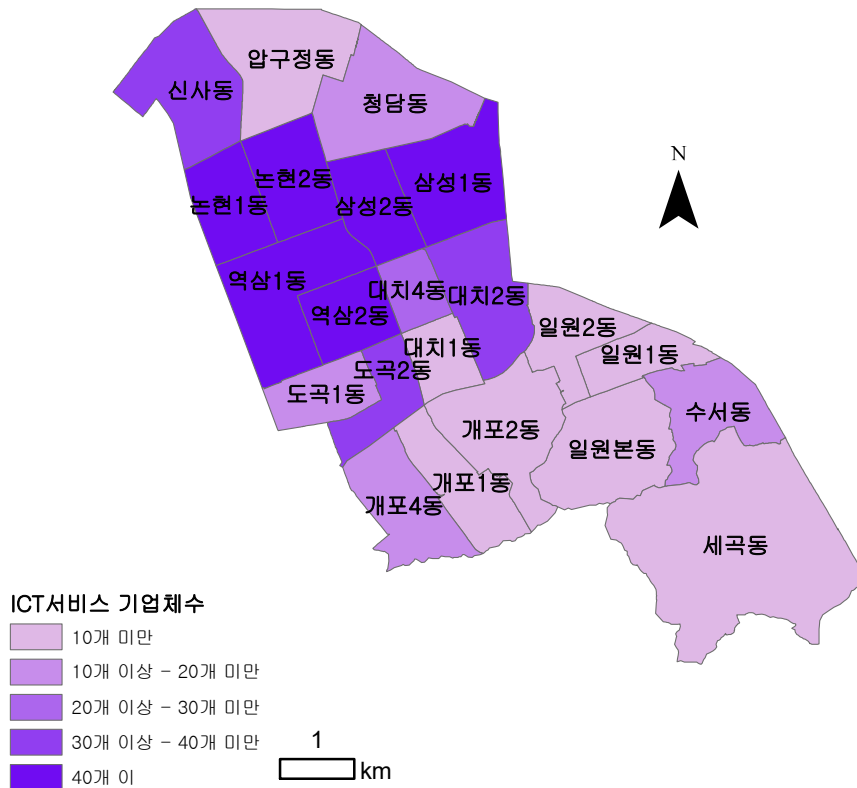 압구정동
신사동
청담동
N
논현2동
삼성1동
논현1동
삼성2동
역삼1동
대치4동
대치2동
역삼2동
일원2동
대치1동
일원1동
도곡2동
도곡1동
수서동
개포2동
일원본동
개포1동
개포4동
세곡동
ICT서비스 기업체수
10개 미만
10개 이상 - 20개 미만
20개 이상 - 30개 미만
30개 이상 - 40개 미만
40개 이
1
km